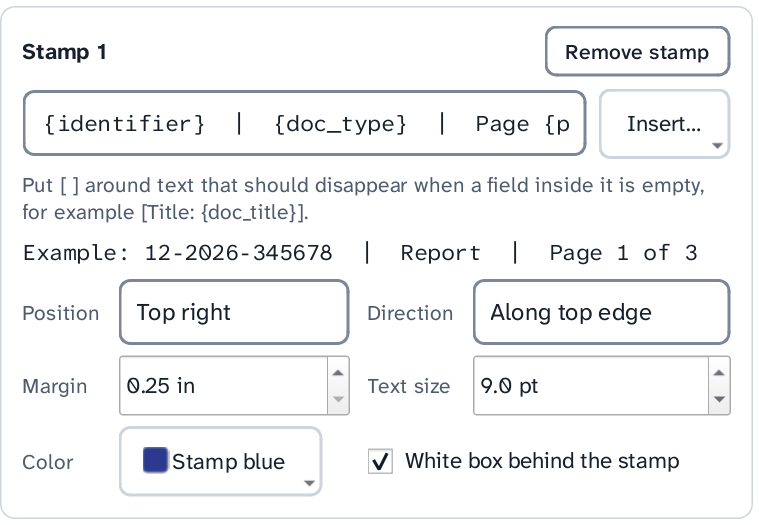 Stamp 1
Remove stamp
{identifier} | {doc_type} | Page {p
Insert...
Put [ ] around text that should disappear when a field inside it is empty,
for example [Title: {doc_title}].
Example: 12-2026-345678 | Report | Page 1 of 3
Position Top right Direction Along top edge
Margin 0.25 in Text size 9.0 pt
Color Stamp blue White box behind the stamp